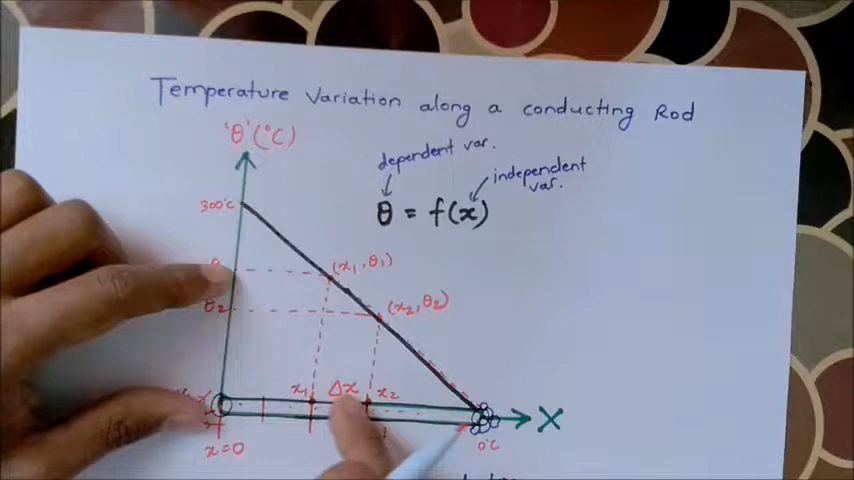 Temperature Variation along a conducting Rod
'θ' (°C)
dependent var.
independent
var.
300°C
θ = f(x)
(x₁, θ₁)
θ₂
(x₂, θ₂)
x₁
Δx
x₂
X
x=0
0°C